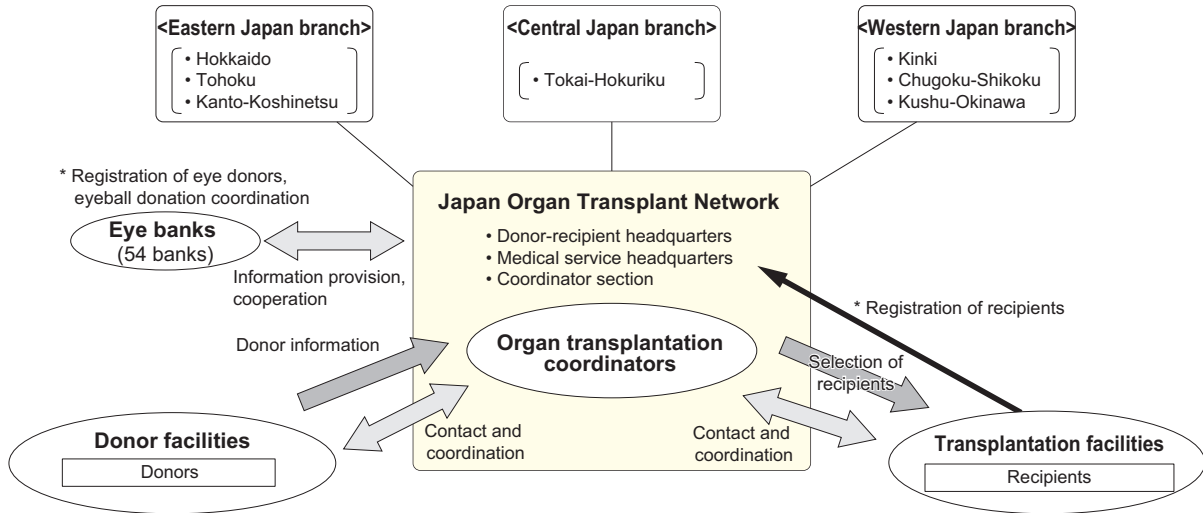 <Eastern Japan branch>
• Hokkaido
• Tohoku
• Kanto-Koshinetsu
<Central Japan branch>
• Tokai-Hokuriku
<Western Japan branch>
• Kinki
• Chugoku-Shikoku
• Kushu-Okinawa
* Registration of eye donors,
eyeball donation coordination
Eye banks
(54 banks)
Information provision,
cooperation
Japan Organ Transplant Network
• Donor-recipient headquarters
• Medical service headquarters
• Coordinator section
* Registration of recipients
Donor information
Organ transplantation
coordinators
Selection of
recipients
Contact and
coordination
Contact and
coordination
Donor facilities
Donors
Transplantation facilities
Recipients